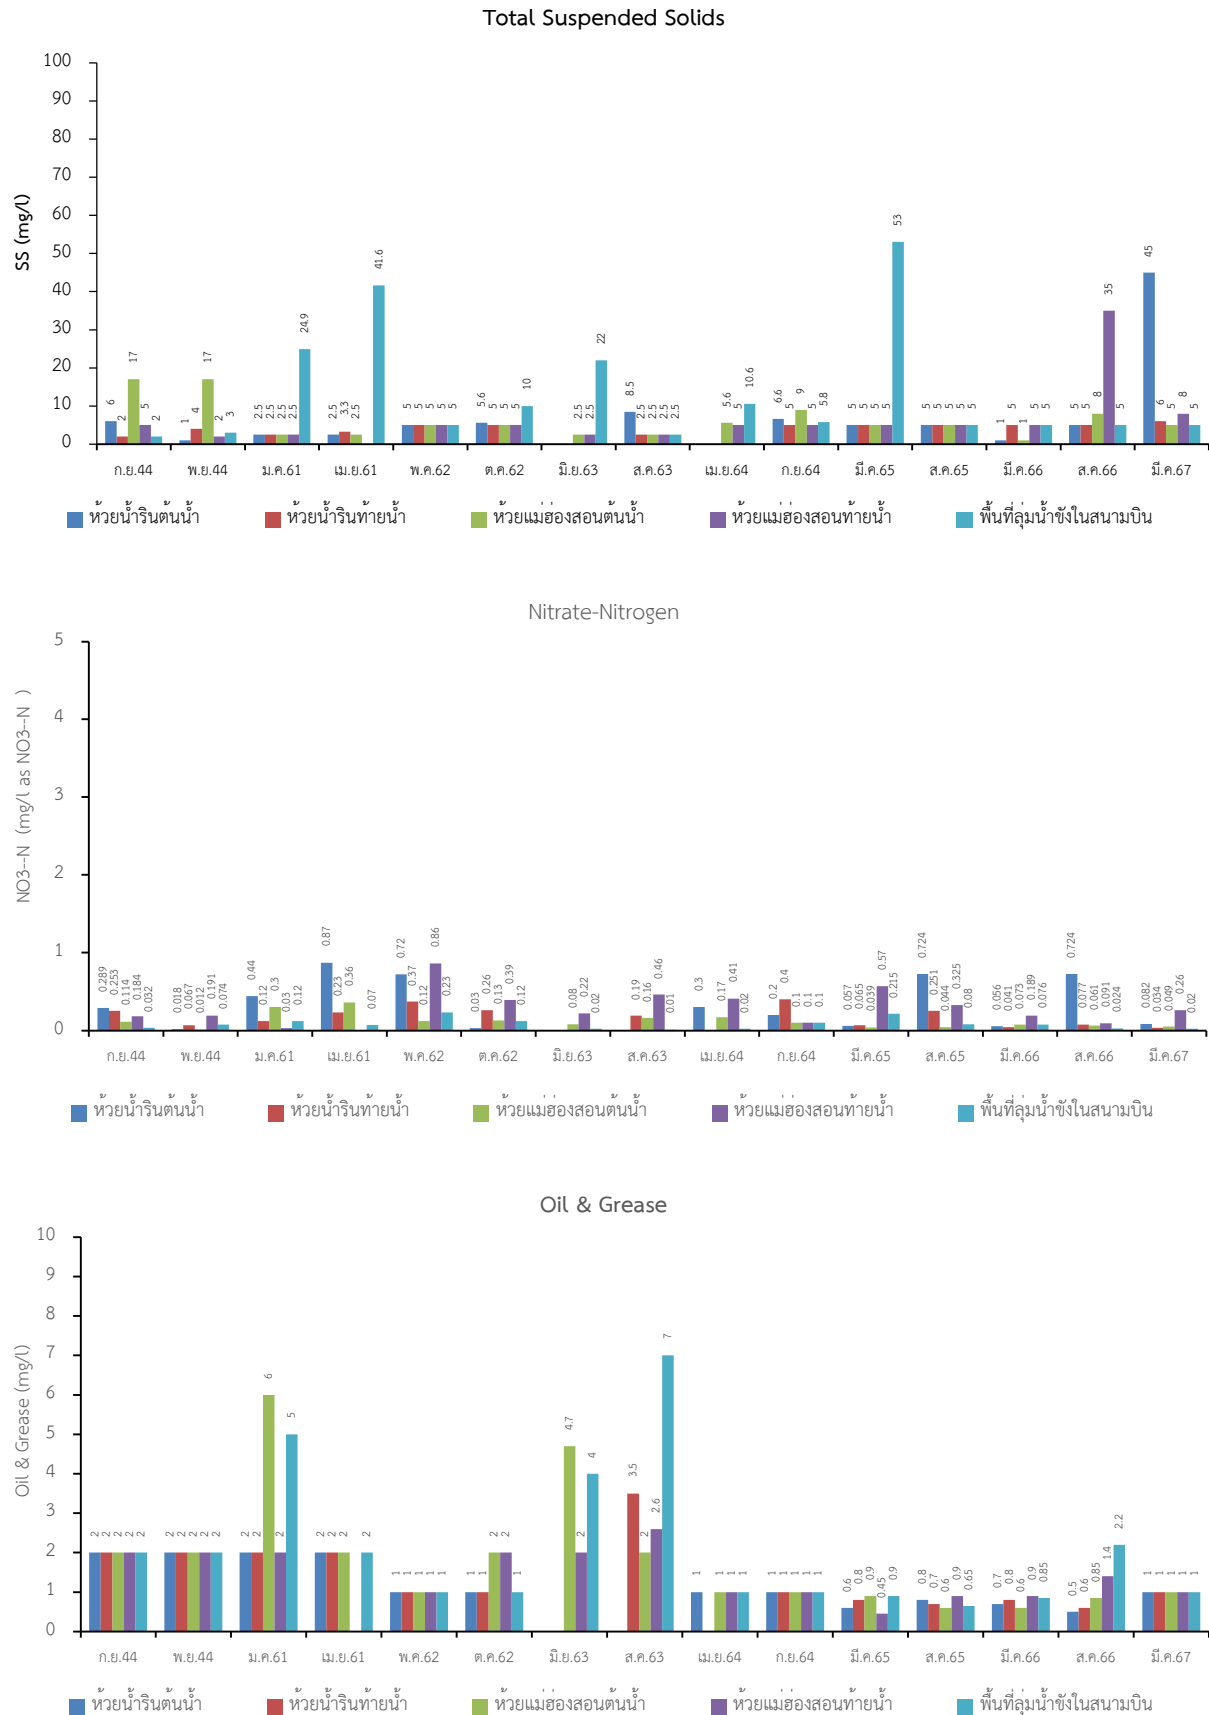 Total Suspended Solids
100
90
80
70
60
50
40
30
20
10
0
SS (mg/l)
6 2 17 5 2 1 4 17 2 3 2.5 2.5 2.5 2.5 24.9 2.5 3.3 2.5 41.6 5 5 5 5 5 5.6 5 5 5 10 2.5 2.5 22 8.5 2.5 2.5 2.5 2.5 5.6 5 10.6 6.6 5 9 5 5.8 5 5 5 5 53 5 5 5 5 5 1 5 1 5 5 5 5 8 35 5 45 6 5 8 5
ก.ย.44 พ.ย.44 ม.ค.61 เม.ย.61 พ.ค.62 ต.ค.62 มิ.ย.63 ส.ค.63 เม.ย.64 ก.ย.64 มี.ค.65 ส.ค.65 มี.ค.66 ส.ค.66 มี.ค.67
ห้วยน้ำรินต้นน้ำ ห้วยน้ำรินท้ายน้ำ ห้วยแม่ฮ่องสอนต้นน้ำ ห้วยแม่ฮ่องสอนท้ายน้ำ พื้นที่ลุ่มน้ำขังในสนามบิน
Nitrate-Nitrogen
5
4
3
2
1
0
NO3--N (mg/l as NO3--N )
0.289 0.253 0.114 0.184 0.032 0.018 0.067 0.012 0.191 0.074 0.44 0.12 0.3 0.03 0.12 0.87 0.23 0.36 0.07 0.72 0.37 0.12 0.86 0.23 0.03 0.26 0.13 0.39 0.12 0.08 0.22 0.02 0.19 0.16 0.46 0.01 0.3 0.17 0.41 0.02 0.2 0.4 0.1 0.1 0.1 0.057 0.065 0.039 0.57 0.215 0.724 0.251 0.044 0.325 0.08 0.056 0.041 0.073 0.189 0.076 0.724 0.077 0.061 0.091 0.024 0.082 0.034 0.049 0.26 0.02
ก.ย.44 พ.ย.44 ม.ค.61 เม.ย.61 พ.ค.62 ต.ค.62 มิ.ย.63 ส.ค.63 เม.ย.64 ก.ย.64 มี.ค.65 ส.ค.65 มี.ค.66 ส.ค.66 มี.ค.67
ห้วยน้ำรินต้นน้ำ ห้วยน้ำรินท้ายน้ำ ห้วยแม่ฮ่องสอนต้นน้ำ ห้วยแม่ฮ่องสอนท้ายน้ำ พื้นที่ลุ่มน้ำขังในสนามบิน
Oil & Grease
10
9
8
7
6
5
4
3
2
1
0
Oil & Grease (mg/l)
2 2 2 2 2 2 2 2 2 2 2 2 6 2 5 2 2 2 2 1 1 1 1 1 1 1 2 2 1 4.7 2 4 3.5 2 2.6 7 1 1 1 1 1 1 1 1 1 0.6 0.8 0.9 0.45 0.9 0.8 0.7 0.6 0.9 0.65 0.7 0.8 0.6 0.9 0.85 0.5 0.6 0.85 1.4 2.2 1 1 1 1 1
ก.ย.44 พ.ย.44 ม.ค.61 เม.ย.61 พ.ค.62 ต.ค.62 มิ.ย.63 ส.ค.63 เม.ย.64 ก.ย.64 มี.ค.65 ส.ค.65 มี.ค.66 ส.ค.66 มี.ค.67
ห้วยน้ำรินต้นน้ำ ห้วยน้ำรินท้ายน้ำ ห้วยแม่ฮ่องสอนต้นน้ำ ห้วยแม่ฮ่องสอนท้ายน้ำ พื้นที่ลุ่มน้ำขังในสนามบิน